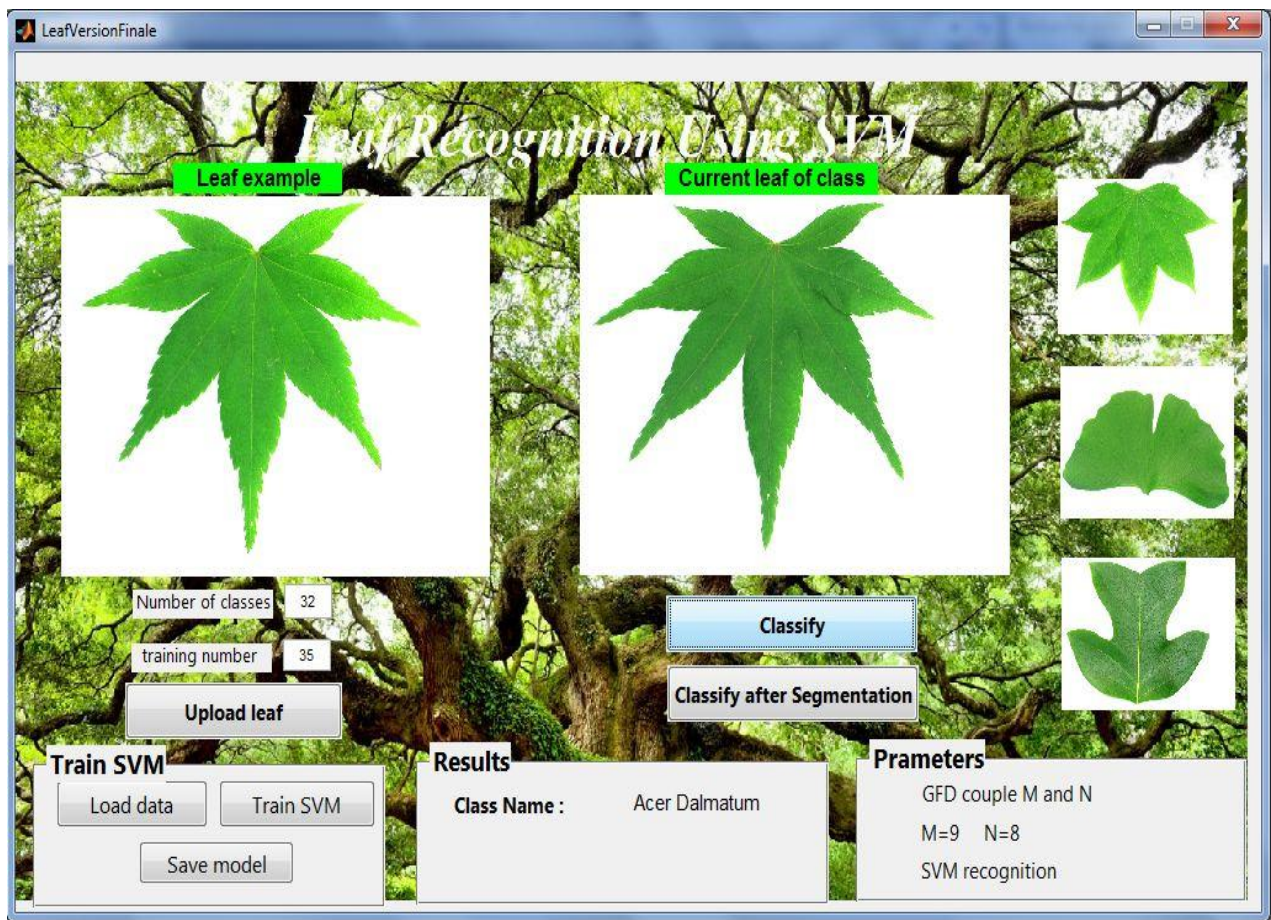 LeafVersionFinale
Leaf Recognition Using SVM
Leaf example
Current leaf of class
Number of classes 32
training number 35
Upload leaf
Classify
Classify after Segmentation
Train SVM
Load data
Train SVM
Save model
Results
Class Name : Acer Dalmatum
Prameters
GFD couple M and N
M=9 N=8
SVM recognition